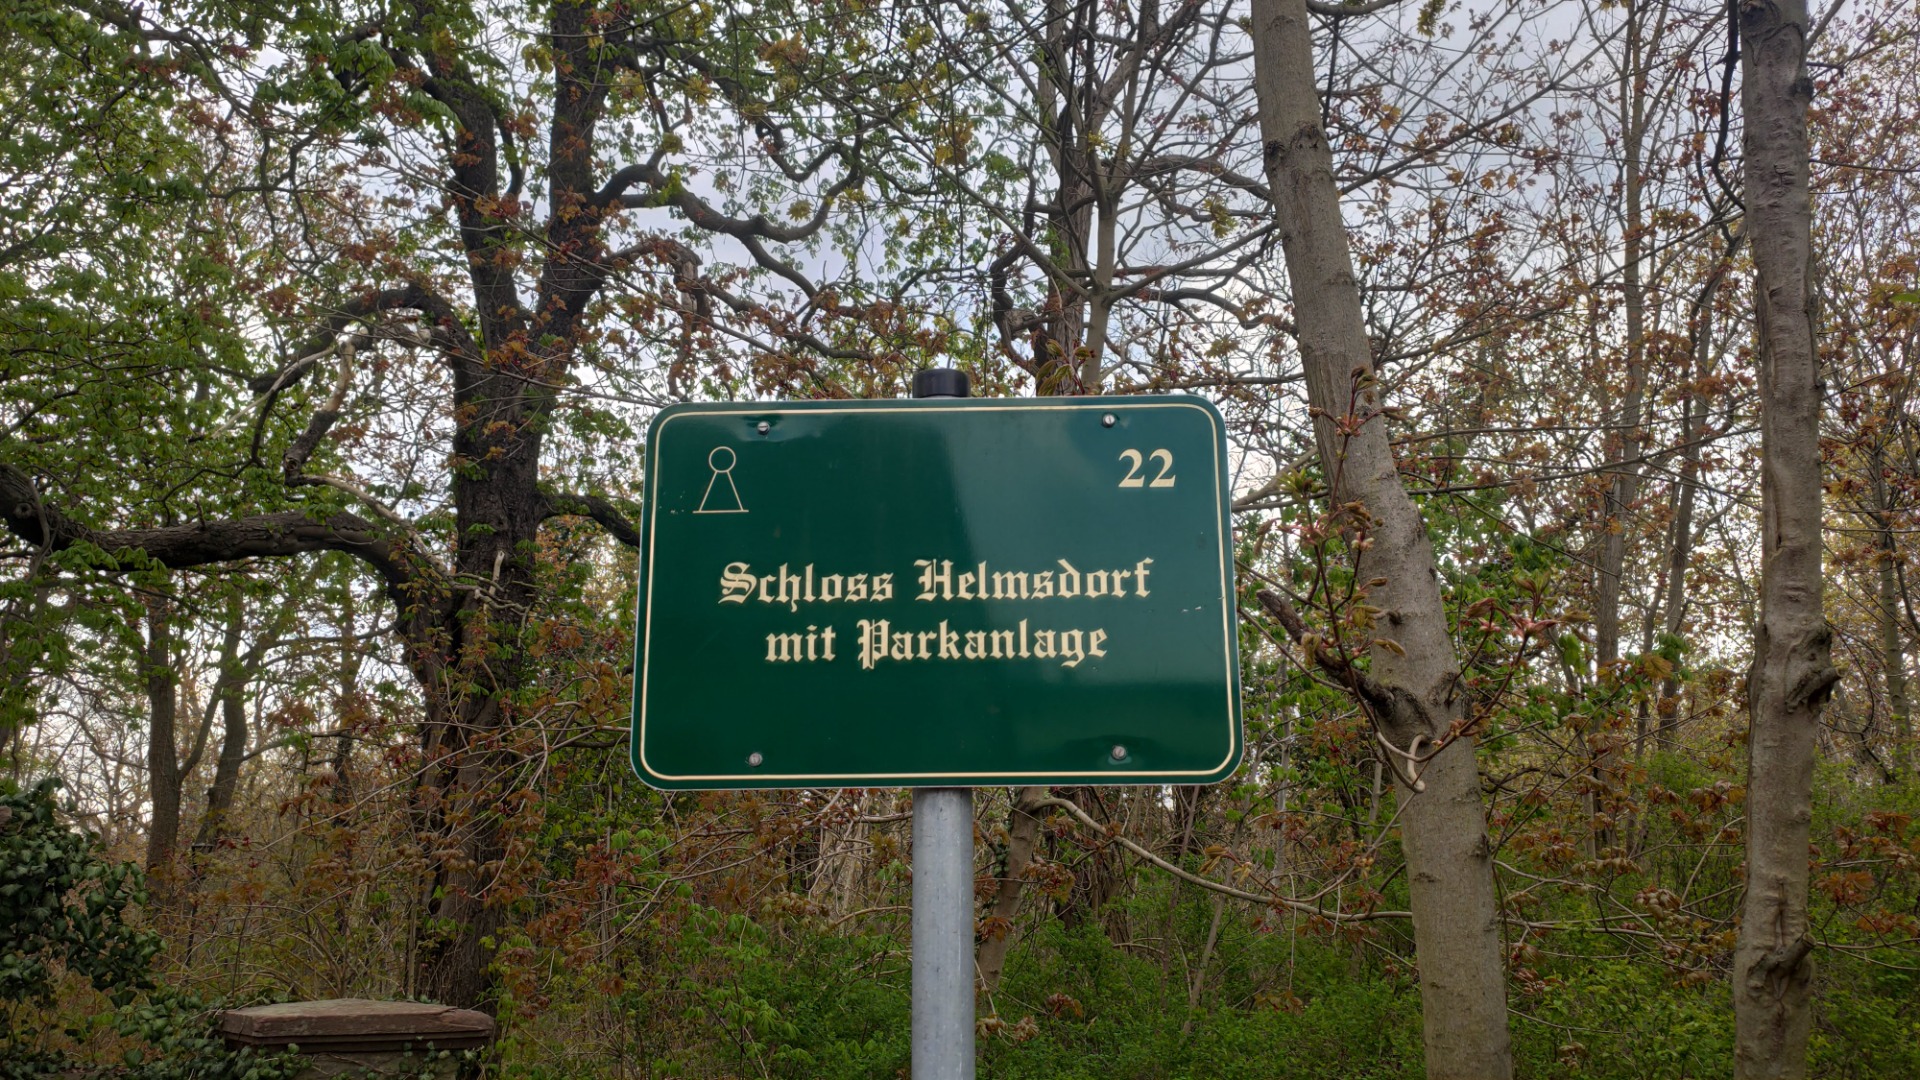 22
Schloss Helmsdorf
mit Parkanlage